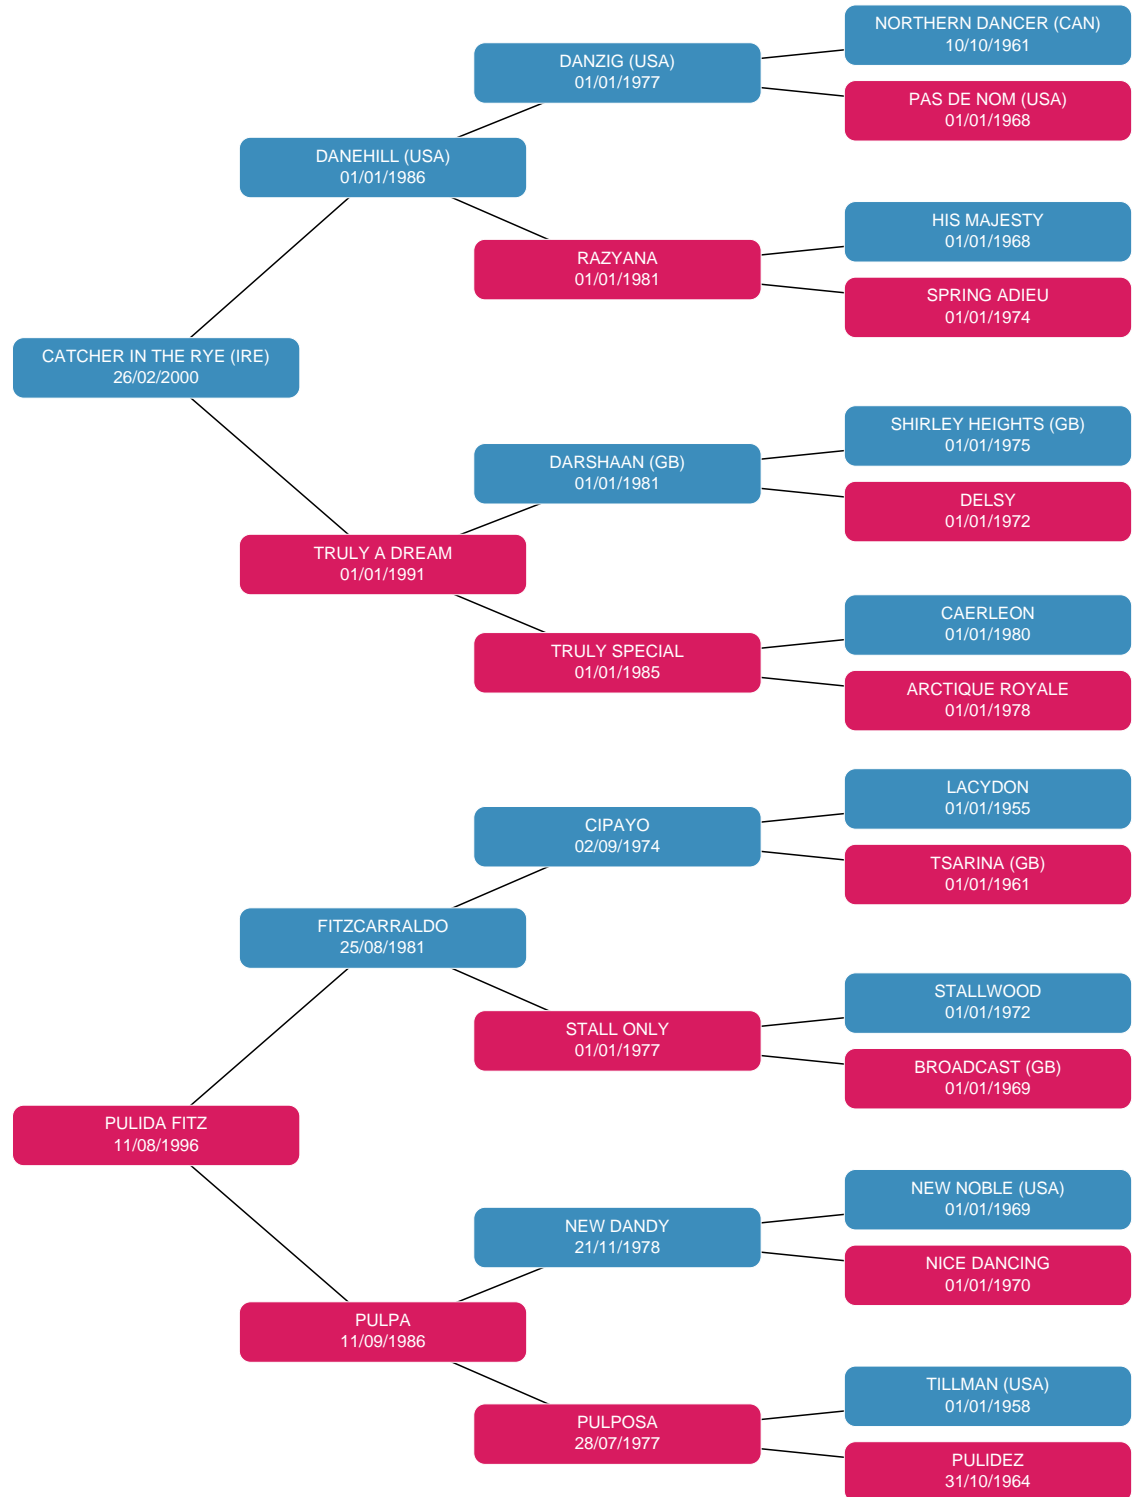 NORTHERN DANCER (CAN)
10/10/1961
DANZIG (USA)
01/01/1977
PAS DE NOM (USA)
01/01/1968
DANEHILL (USA)
01/01/1986
HIS MAJESTY
01/01/1968
RAZYANA
01/01/1981
SPRING ADIEU
01/01/1974
CATCHER IN THE RYE (IRE)
26/02/2000
SHIRLEY HEIGHTS (GB)
01/01/1975
DARSHAAN (GB)
01/01/1981
DELSY
01/01/1972
TRULY A DREAM
01/01/1991
CAERLEON
01/01/1980
TRULY SPECIAL
01/01/1985
ARCTIQUE ROYALE
01/01/1978
LACYDON
01/01/1955
CIPAYO
02/09/1974
TSARINA (GB)
01/01/1961
FITZCARRALDO
25/08/1981
STALLWOOD
01/01/1972
STALL ONLY
01/01/1977
BROADCAST (GB)
01/01/1969
PULIDA FITZ
11/08/1996
NEW NOBLE (USA)
01/01/1969
NEW DANDY
21/11/1978
NICE DANCING
01/01/1970
PULPA
11/09/1986
TILLMAN (USA)
01/01/1958
PULPOSA
28/07/1977
PULIDEZ
31/10/1964